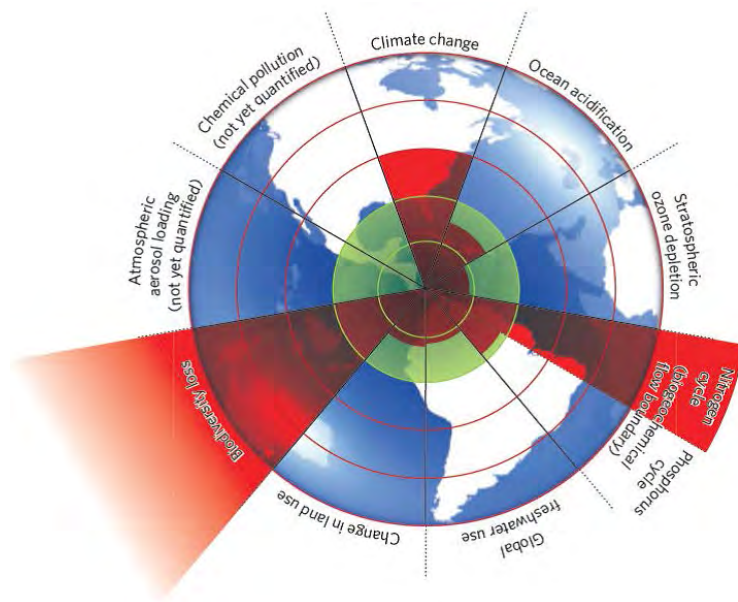 Climate change
Ocean acidification
Stratospheric
ozone depletion
Nitrogen
cycle
(biogeochemical
flow boundary)
Phosphorus
cycle
Global
freshwater use
Change in land use
Biodiversity loss
Atmospheric
aerosol loading
(not yet quantified)
Chemical pollution
(not yet quantified)